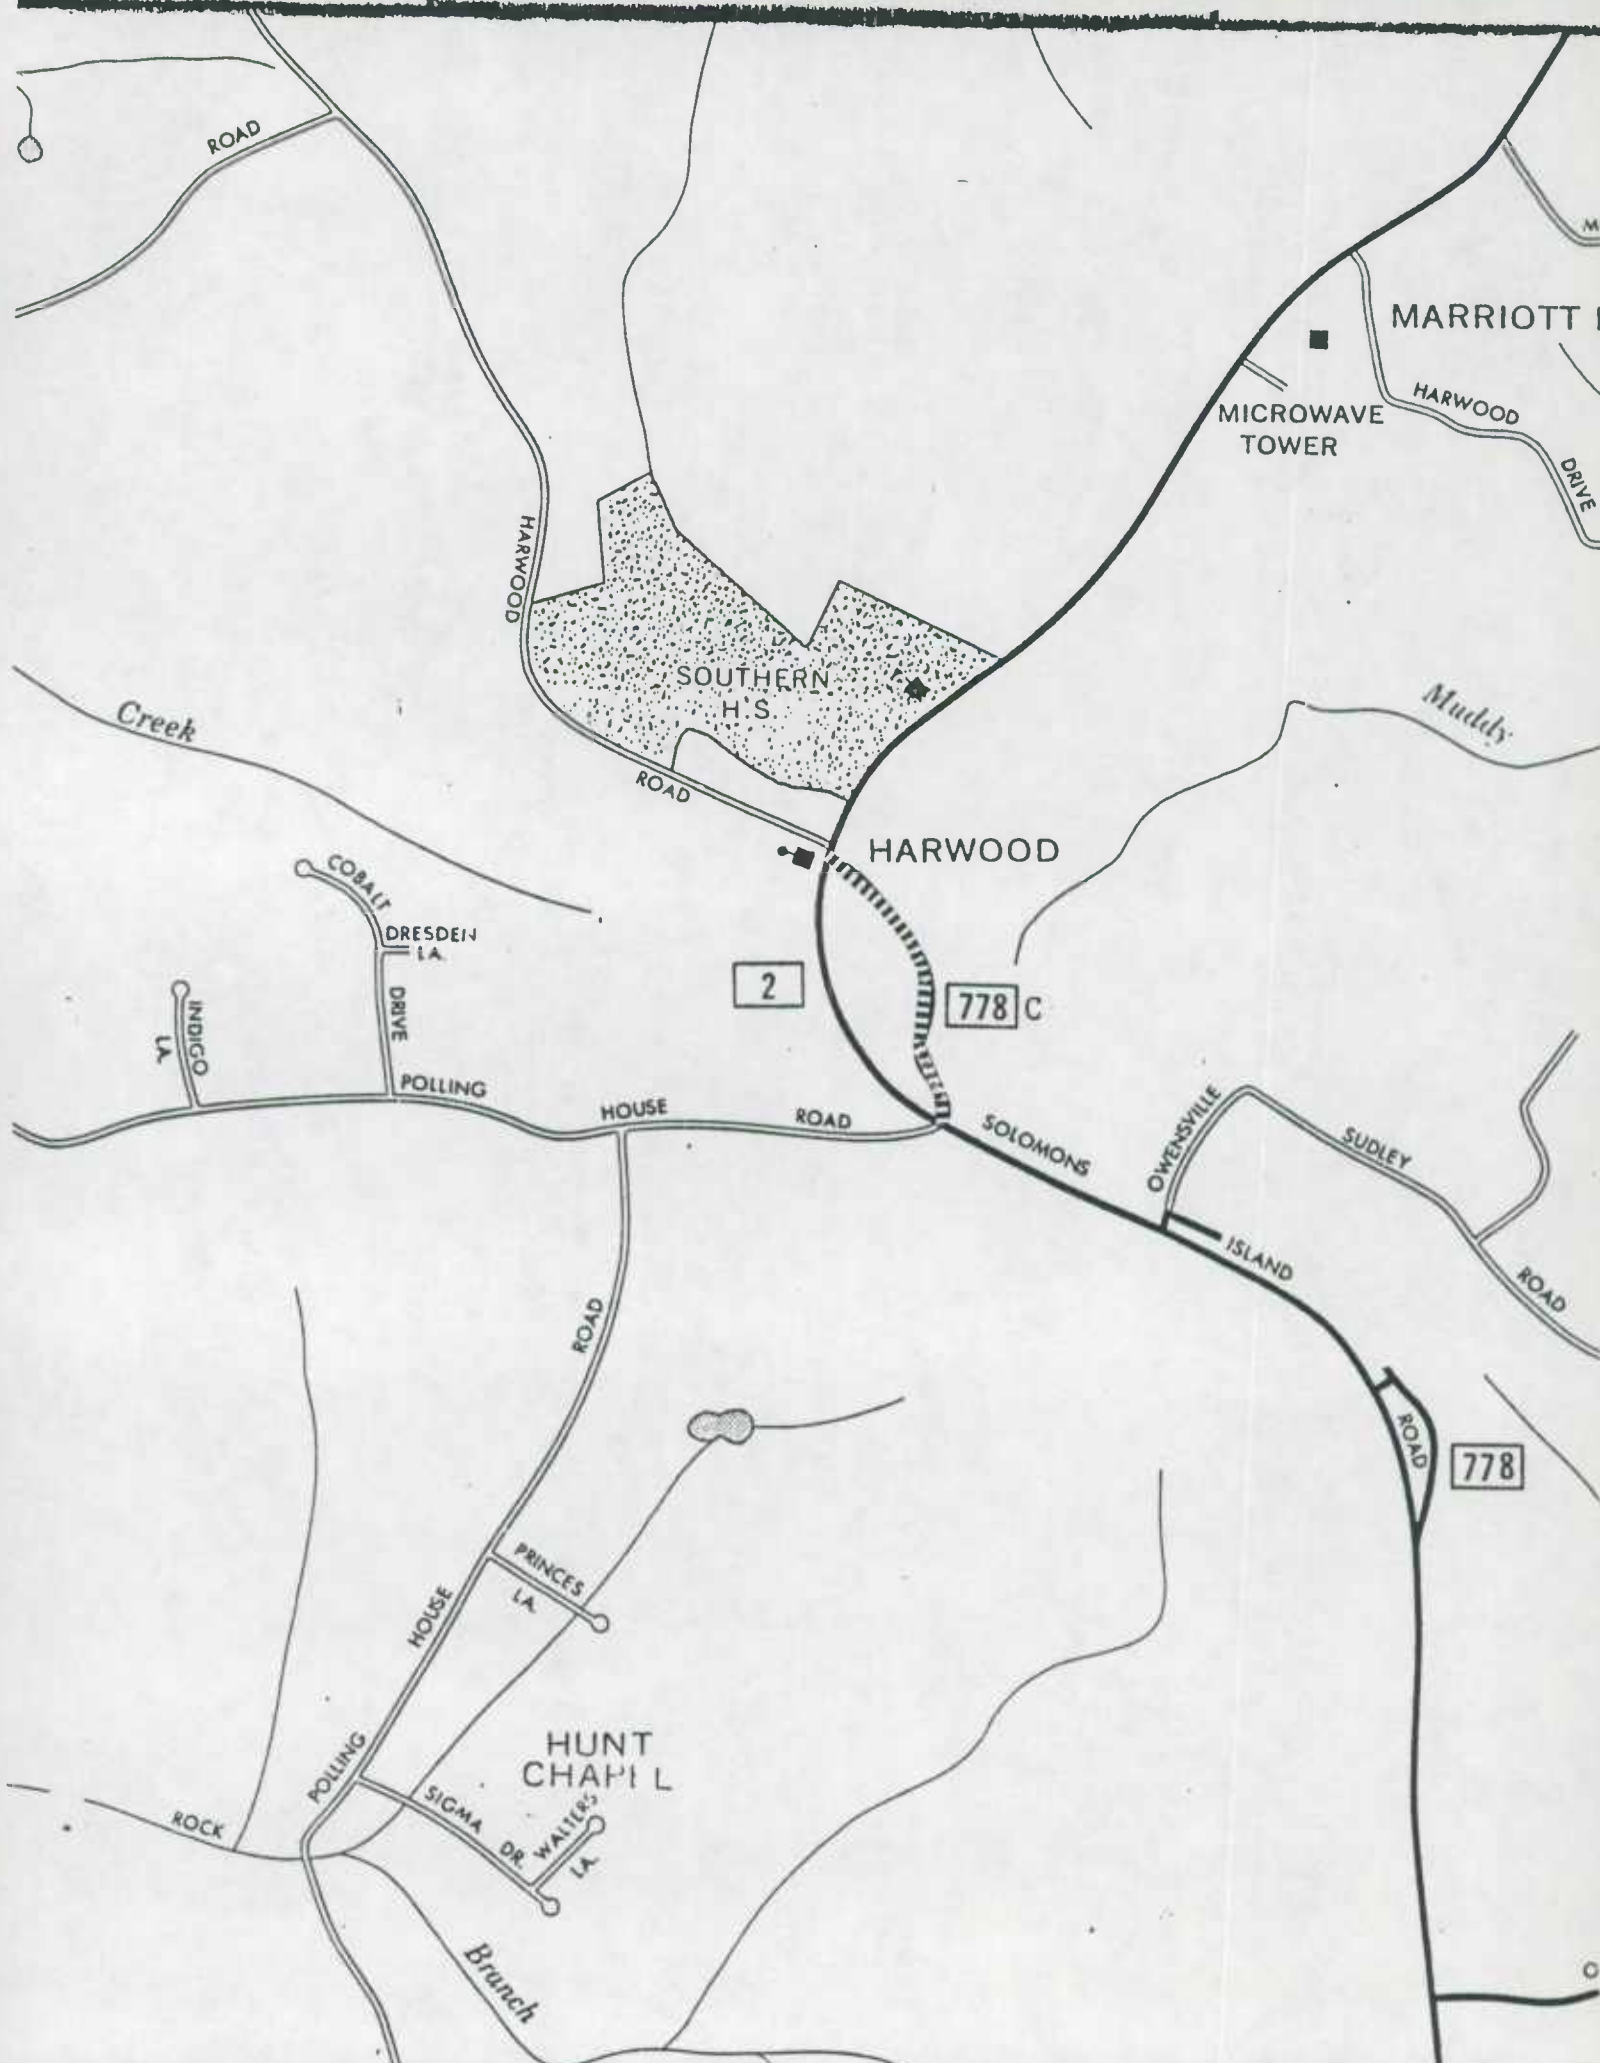 ROAD
MARRIOTT
HARWOOD
DRIVE
MICROWAVE
TOWER
HARWOOD
ROAD
SOUTHERN
H.S.
Creek
Muddy
HARWOOD
COBALT
DRIVE
DRESDEN
LA.
INDIGO
LA.
2
778 C
POLLING
HOUSE
ROAD
SOLOMONS
ISLAND
ROAD
OWENSVILLE
SUDLEY
ROAD
778
ROAD
HOUSE
POLLING
PRINCES
LA.
HUNT
CHAPEL
SIGMA
DR.
WALTERS
LA.
ROCK
Branch